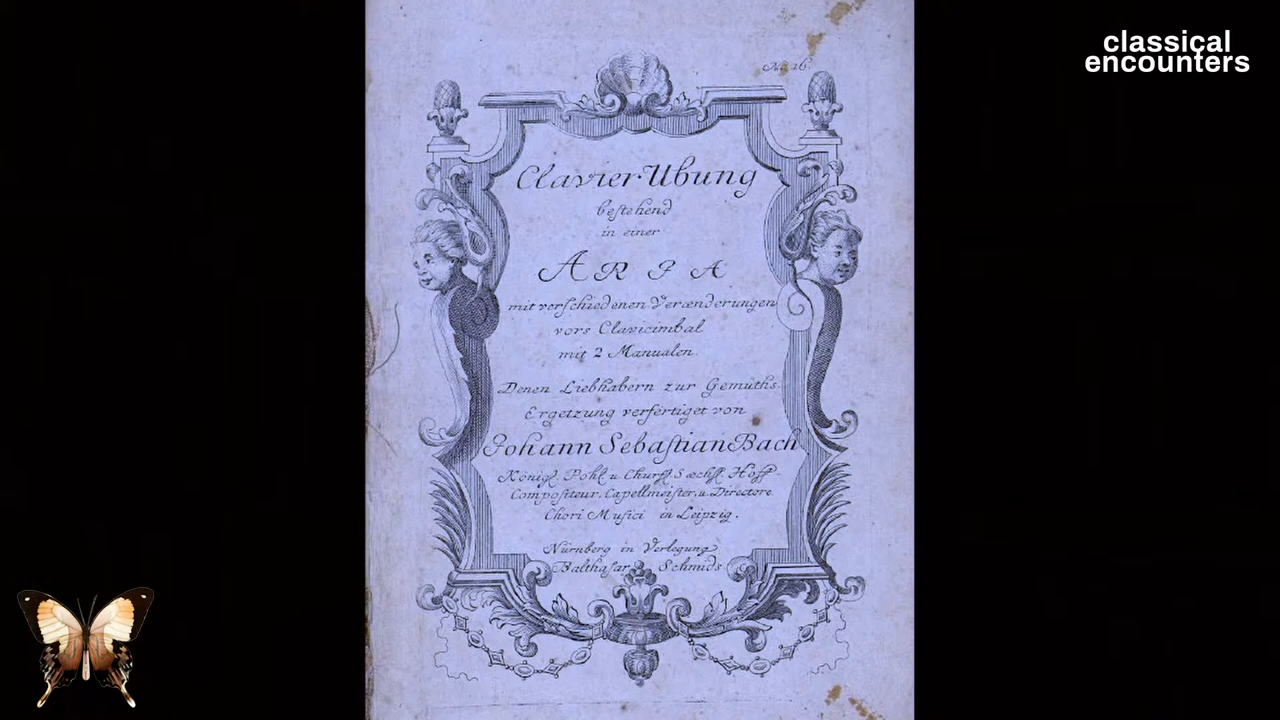 classical
encounters
No. 16.
Clavier Ubung
bestehend
in einer
ARIA
mit verschiedenen Verænderungen
vors Clavicimbal
mit 2 Manualen.
Denen Liebhabern zur Gemüths-
Ergetzung verfertiget von
Johann Sebastian Bach
Königl. Pohl. u. Churfl. Sæchss. Hoff-
Compositeur, Capellmeister, u. Directore
Chori Musici in Leipzig.
Nürnberg in Verlegung
Balthasar Schmids